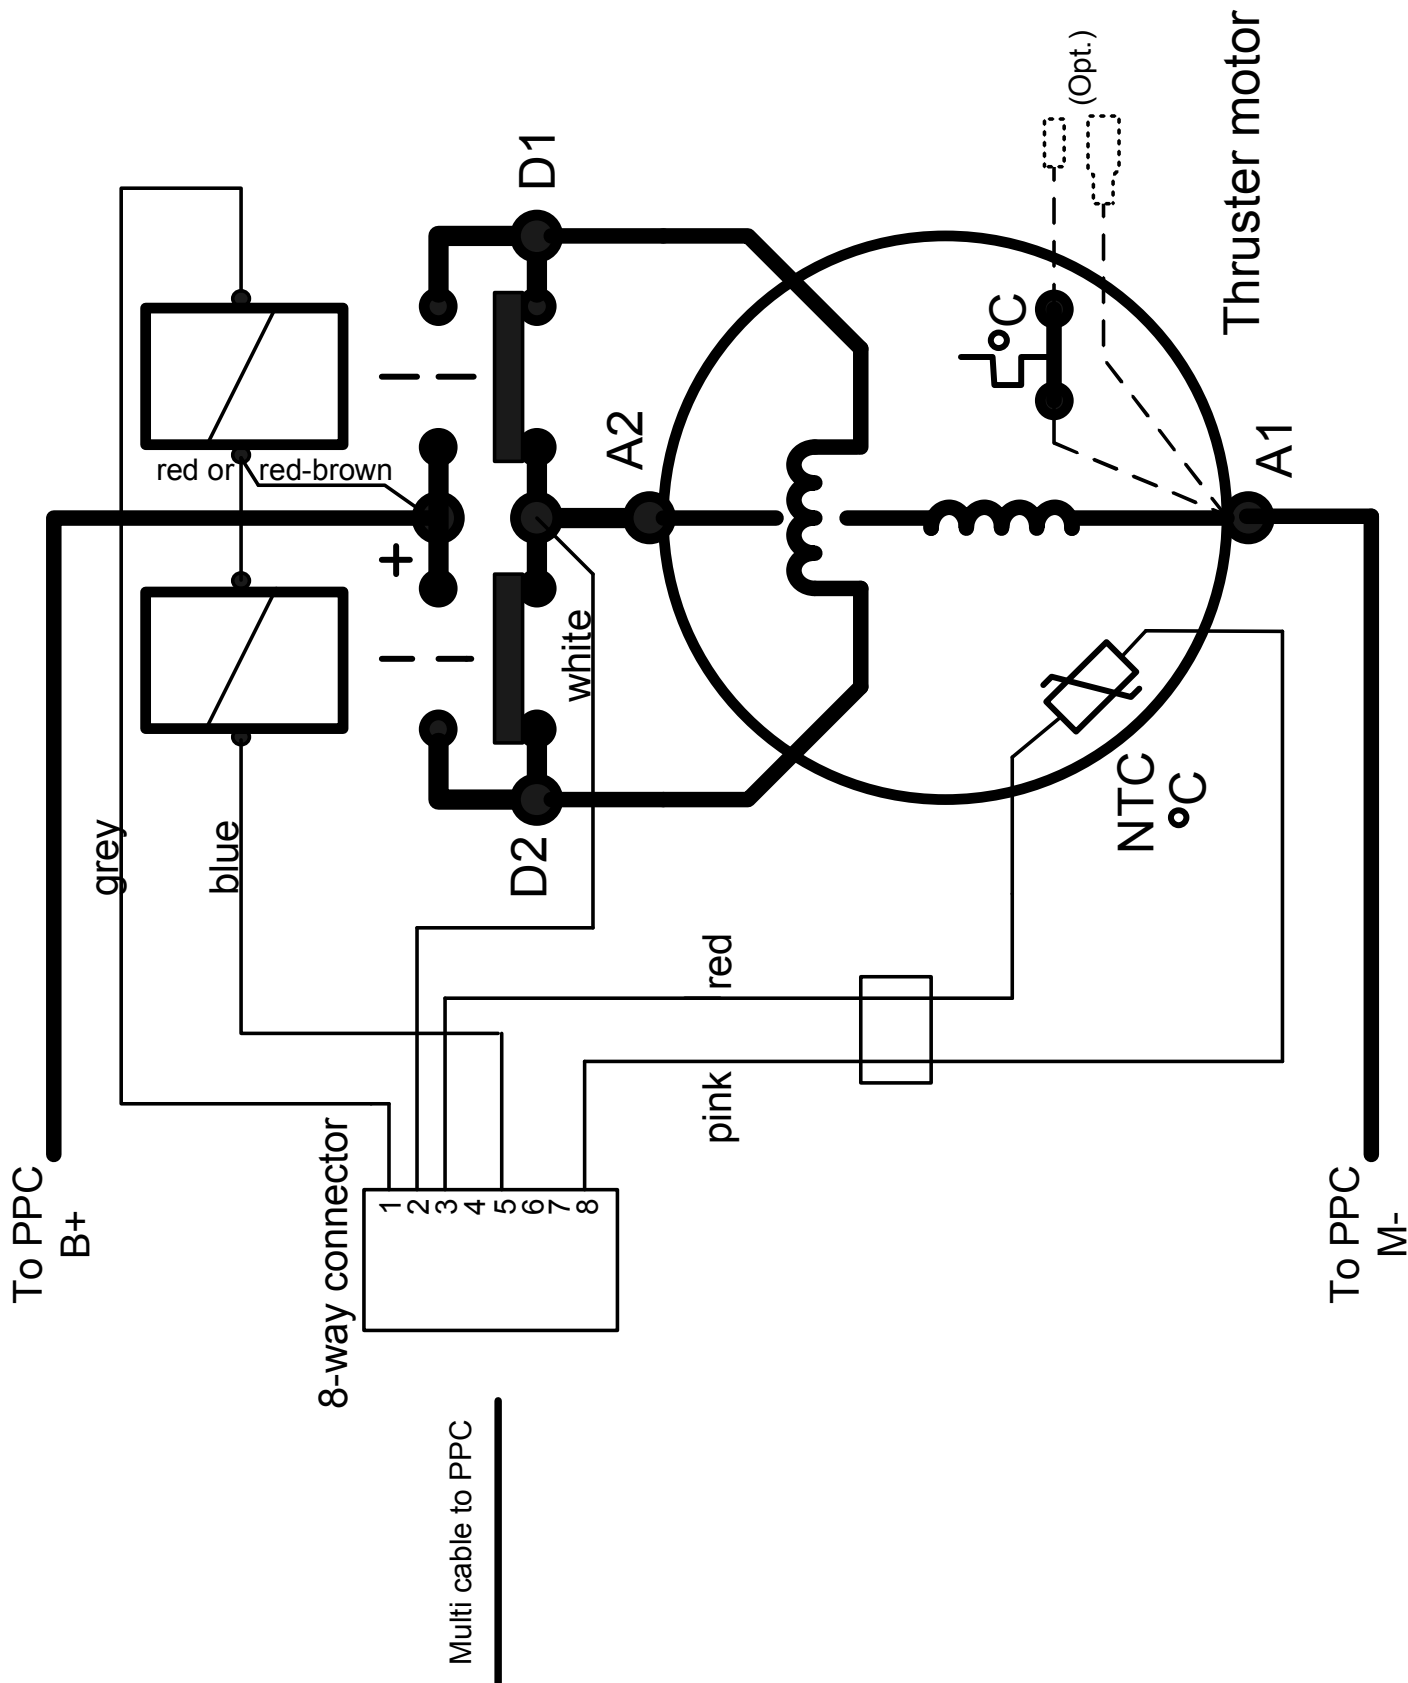 To PPC
B+
grey
blue
8-way connector
Multi cable to PPC
1
2
3
4
5
6
7
8
red or
red-brown
+
D1
D2
A2
white
red
pink
°C
(Opt.)
NTC
°C
A1
Thruster motor
To PPC
M-